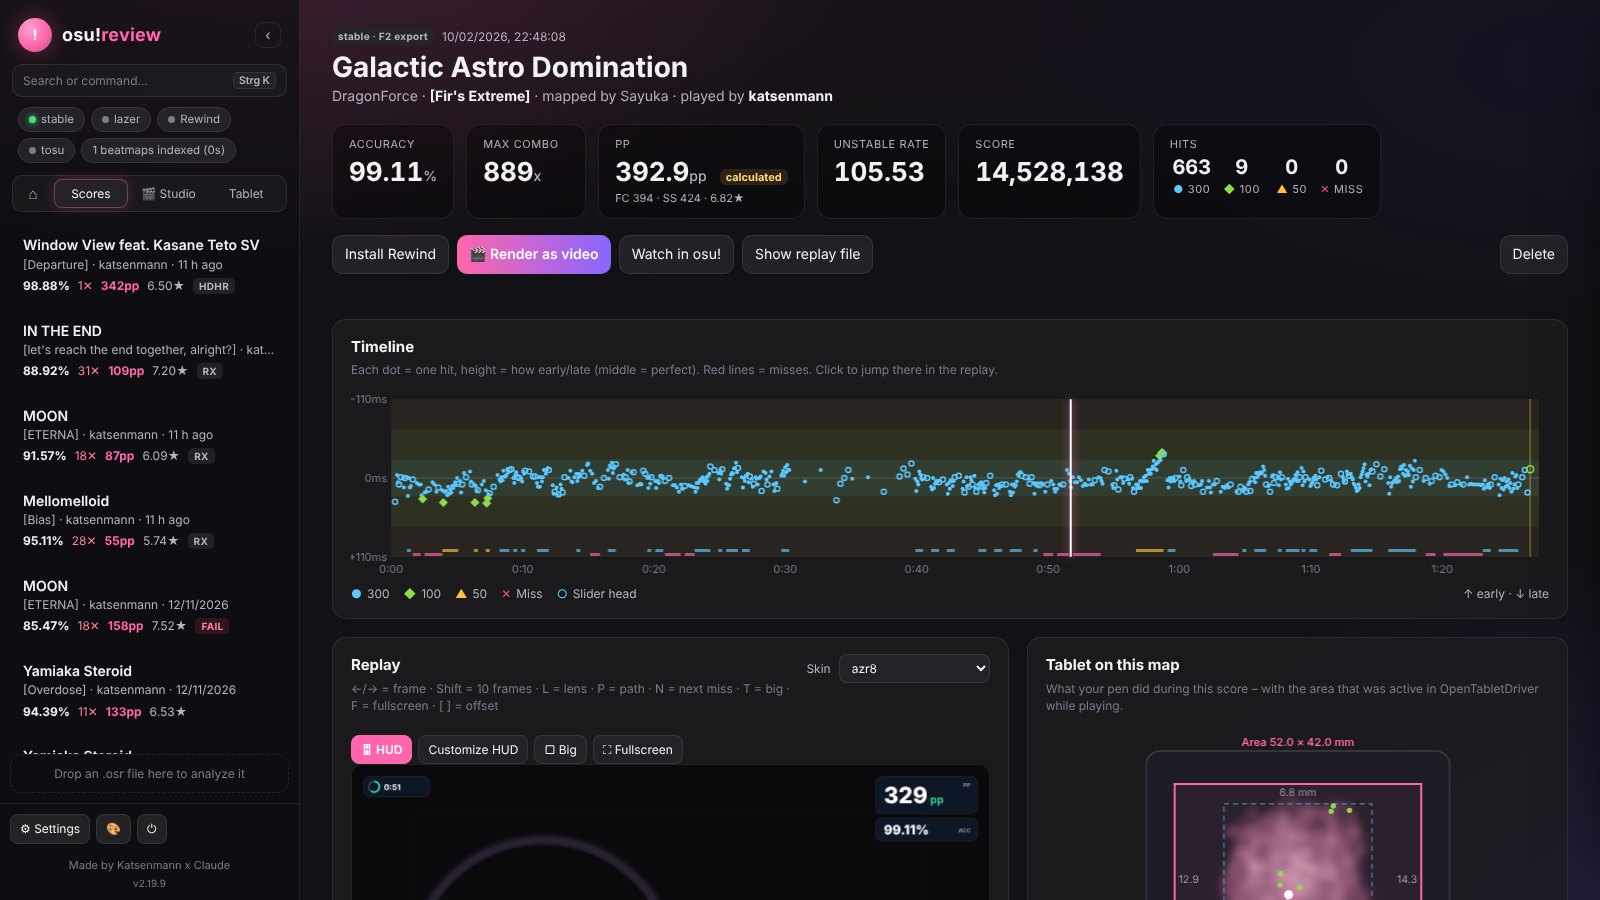 ! osu!review ‹
Search or command... Strg K
stable lazer Rewind
tosu 1 beatmaps indexed (0s)
Scores Studio Tablet
Window View feat. Kasane Teto SV
[Departure] · katsenmann · 11 h ago
98.88% 1× 342pp 6.50★ HDHR
IN THE END
[let's reach the end together, alright?] · kat...
88.92% 31× 109pp 7.20★ RX
MOON
[ETERNA] · katsenmann · 11 h ago
91.57% 18× 87pp 6.09★ RX
Mellomelloid
[Bias] · katsenmann · 11 h ago
95.11% 28× 55pp 5.74★ RX
MOON
[ETERNA] · katsenmann · 12/11/2026
85.47% 18× 158pp 7.52★ FAIL
Yamiaka Steroid
[Overdose] · katsenmann · 12/11/2026
94.39% 11× 133pp 6.53★
Drop an .osr file here to analyze it
Settings
Made by Katsenmann x Claude
v2.19.9
stable · F2 export 10/02/2026, 22:48:08
Galactic Astro Domination
DragonForce · [Fir's Extreme] · mapped by Sayuka · played by katsenmann
ACCURACY
99.11%
MAX COMBO
889x
PP
392.9pp calculated
FC 394 · SS 424 · 6.82★
UNSTABLE RATE
105.53
SCORE
14,528,138
HITS
663 9 0 0
300 100 50 MISS
Install Rewind Render as video Watch in osu! Show replay file Delete
Timeline
Each dot = one hit, height = how early/late (middle = perfect). Red lines = misses. Click to jump there in the replay.
-110ms
0ms
+110ms
0:00 0:10 0:20 0:30 0:40 0:50 1:00 1:10 1:20
300 100 50 Miss Slider head ↑ early · ↓ late
Replay Skin azr8
←/→ = frame · Shift = 10 frames · L = lens · P = path · N = next miss · T = big ·
F = fullscreen · [ ] = offset
HUD Customize HUD Big Fullscreen
0:51
329 pp PP
99.11% ACC
Tablet on this map
What your pen did during this score – with the area that was active in OpenTabletDriver
while playing.
Area 52.0 × 42.0 mm
6.8 mm
12.9 14.3